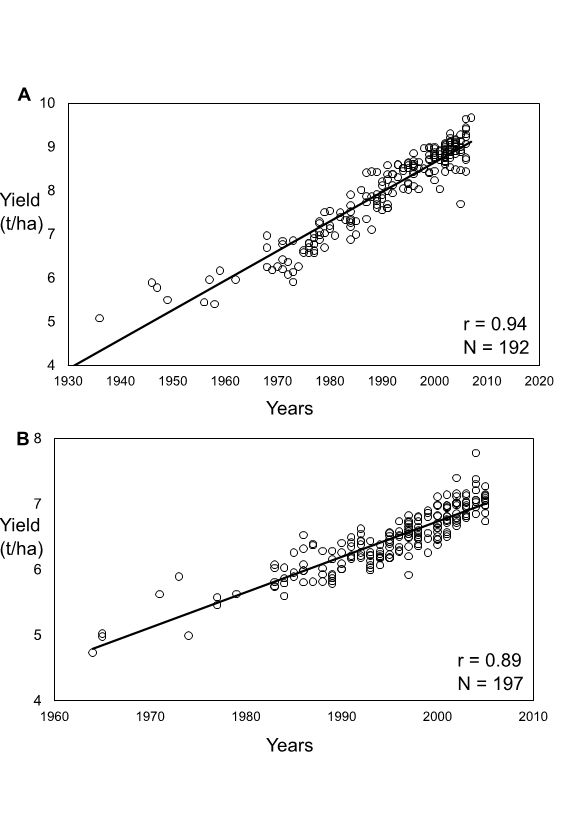 A
10
9
8
7
6
5
4
Yield
(t/ha)
r = 0.94
N = 192
1930 1940 1950 1960 1970 1980 1990 2000 2010 2020
Years
B
8
7
6
5
4
Yield
(t/ha)
r = 0.89
N = 197
1960 1970 1980 1990 2000 2010
Years